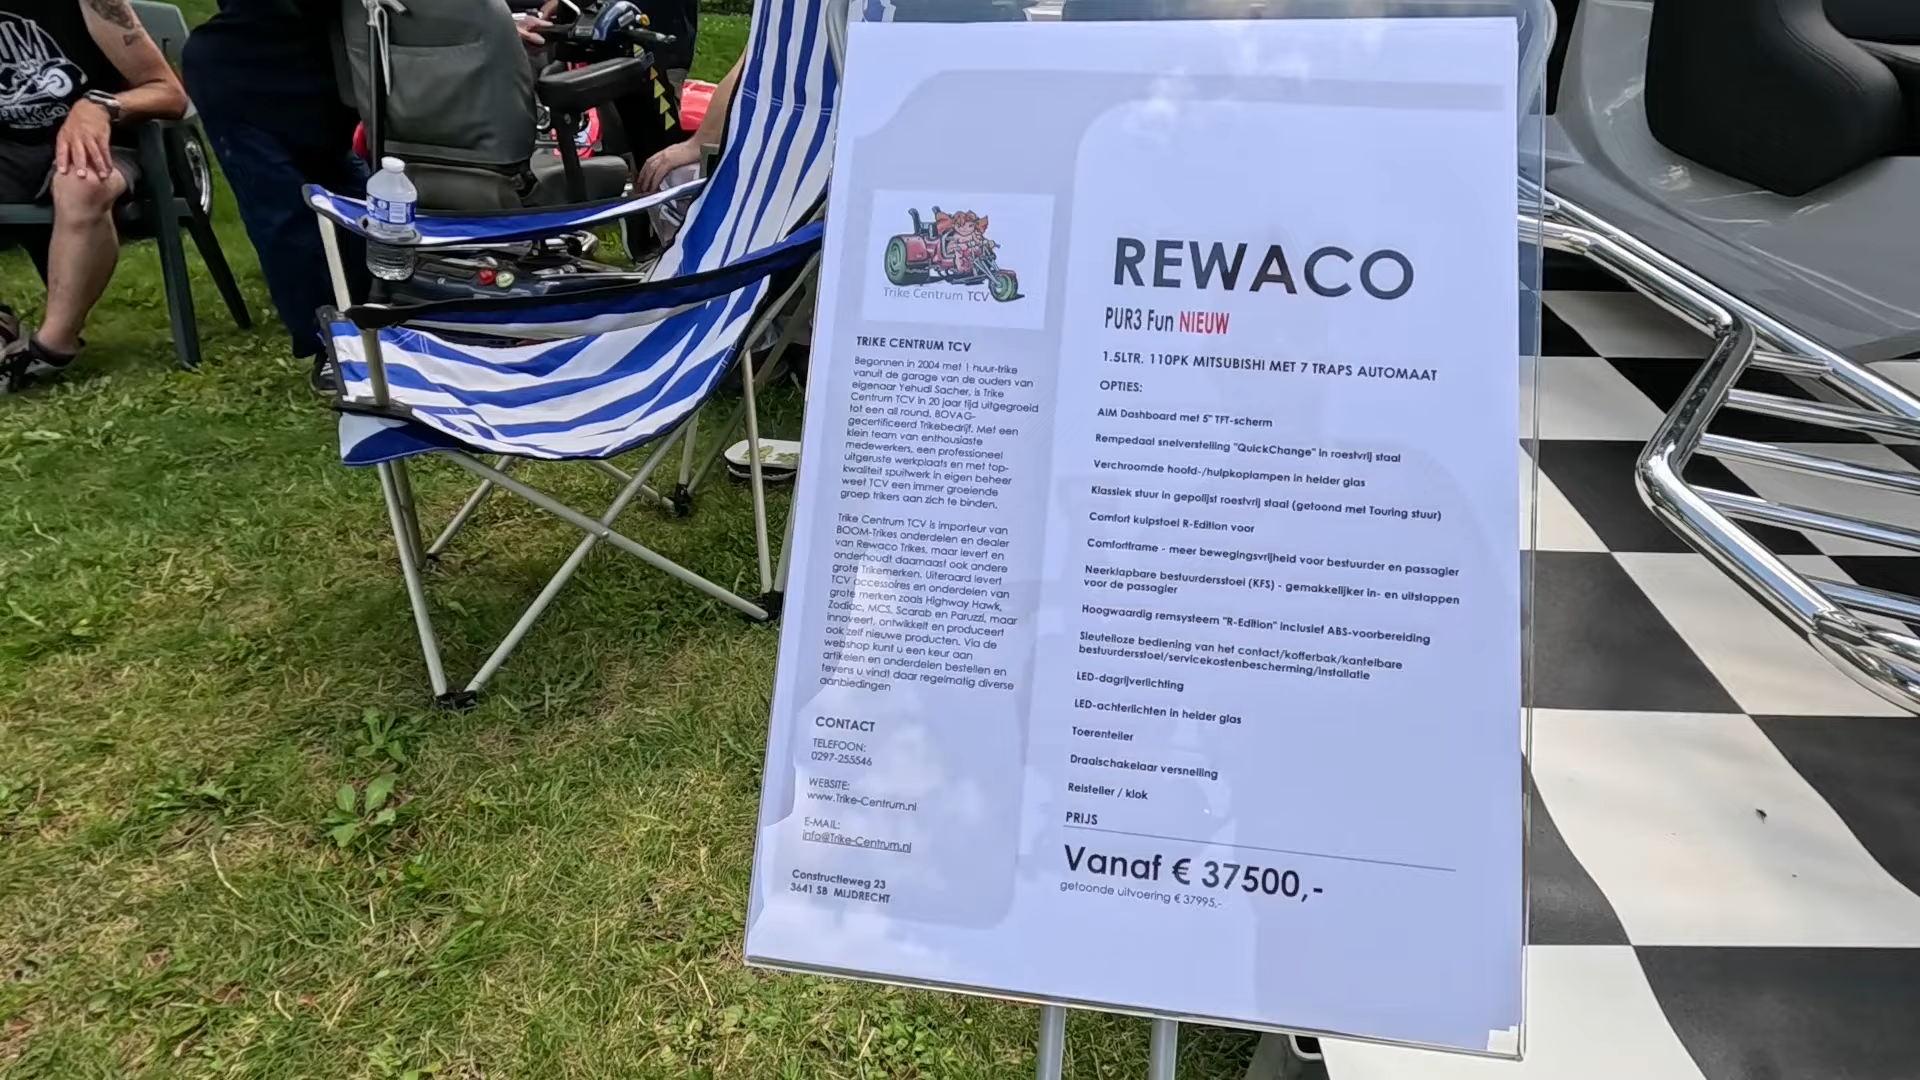 Trike Centrum TCV
TRIKE CENTRUM TCV
Begonnen in 2004 met 1 huur-trike
vanuit de garage van de ouders van
eigenaar Yehudi Sacher, is Trike
Centrum TCV in 20 jaar tijd uitgegroeid
tot een all round, BOVAG-
gecertificeerd Trikebedrijf. Met een
klein team van enthousiaste
medewerkers, een professioneel
uitgeruste werkplaats en met top-
kwaliteit spuitwerk in eigen beheer
weet TCV een immer groeiende
groep trikers aan zich te binden.
Trike Centrum TCV is importeur van
BOOM-Trikes onderdelen en dealer
van Rewaco Trikes, maar levert en
onderhoudt daarnaast ook andere
grote Trikemerken. Uiteraard levert
TCV accessoires en onderdelen van
grote merken zoals Highway Hawk,
Zodiac, MCS, Scarab en Paruzzi, maar
innoveert, ontwikkelt en produceert
ook zelf nieuwe producten. Via de
webshop kunt u een keur aan
artikelen en onderdelen bestellen en
tevens u vindt daar regelmatig diverse
aanbiedingen
CONTACT
TELEFOON:
0297-255546
WEBSITE:
www.Trike-Centrum.nl
E-MAIL:
info@Trike-Centrum.nl
Constructieweg 23
3641 SB MIJDRECHT
REWACO
PUR3 Fun NIEUW
1.5LTR. 110PK MITSUBISHI MET 7 TRAPS AUTOMAAT
OPTIES:
AIM Dashboard met 5" TFT-scherm
Rempedaal snelverstelling "QuickChange" in roestvrij staal
Verchroomde hoofd-/hulpkoplampen in helder glas
Klassiek stuur in gepolijst roestvrij staal (getoond met Touring stuur)
Comfort kuipstoel R-Edition voor
Comfortframe - meer bewegingsvrijheid voor bestuurder en passagier
Neerklapbare bestuurdersstoel (KFS) - gemakkelijker in- en uitstappen
voor de passagier
Hoogwaardig remsysteem "R-Edition" inclusief ABS-voorbereiding
Sleutelloze bediening van het contact/kofferbak/kantelbare
bestuurdersstoel/servicekostenbescherming/installatie
LED-dagrijverlichting
LED-achterlichten in helder glas
Toerenteller
Draaischakelaar versnelling
Reisteller / klok
PRIJS
Vanaf € 37500,-
getoonde uitvoering € 37995,-